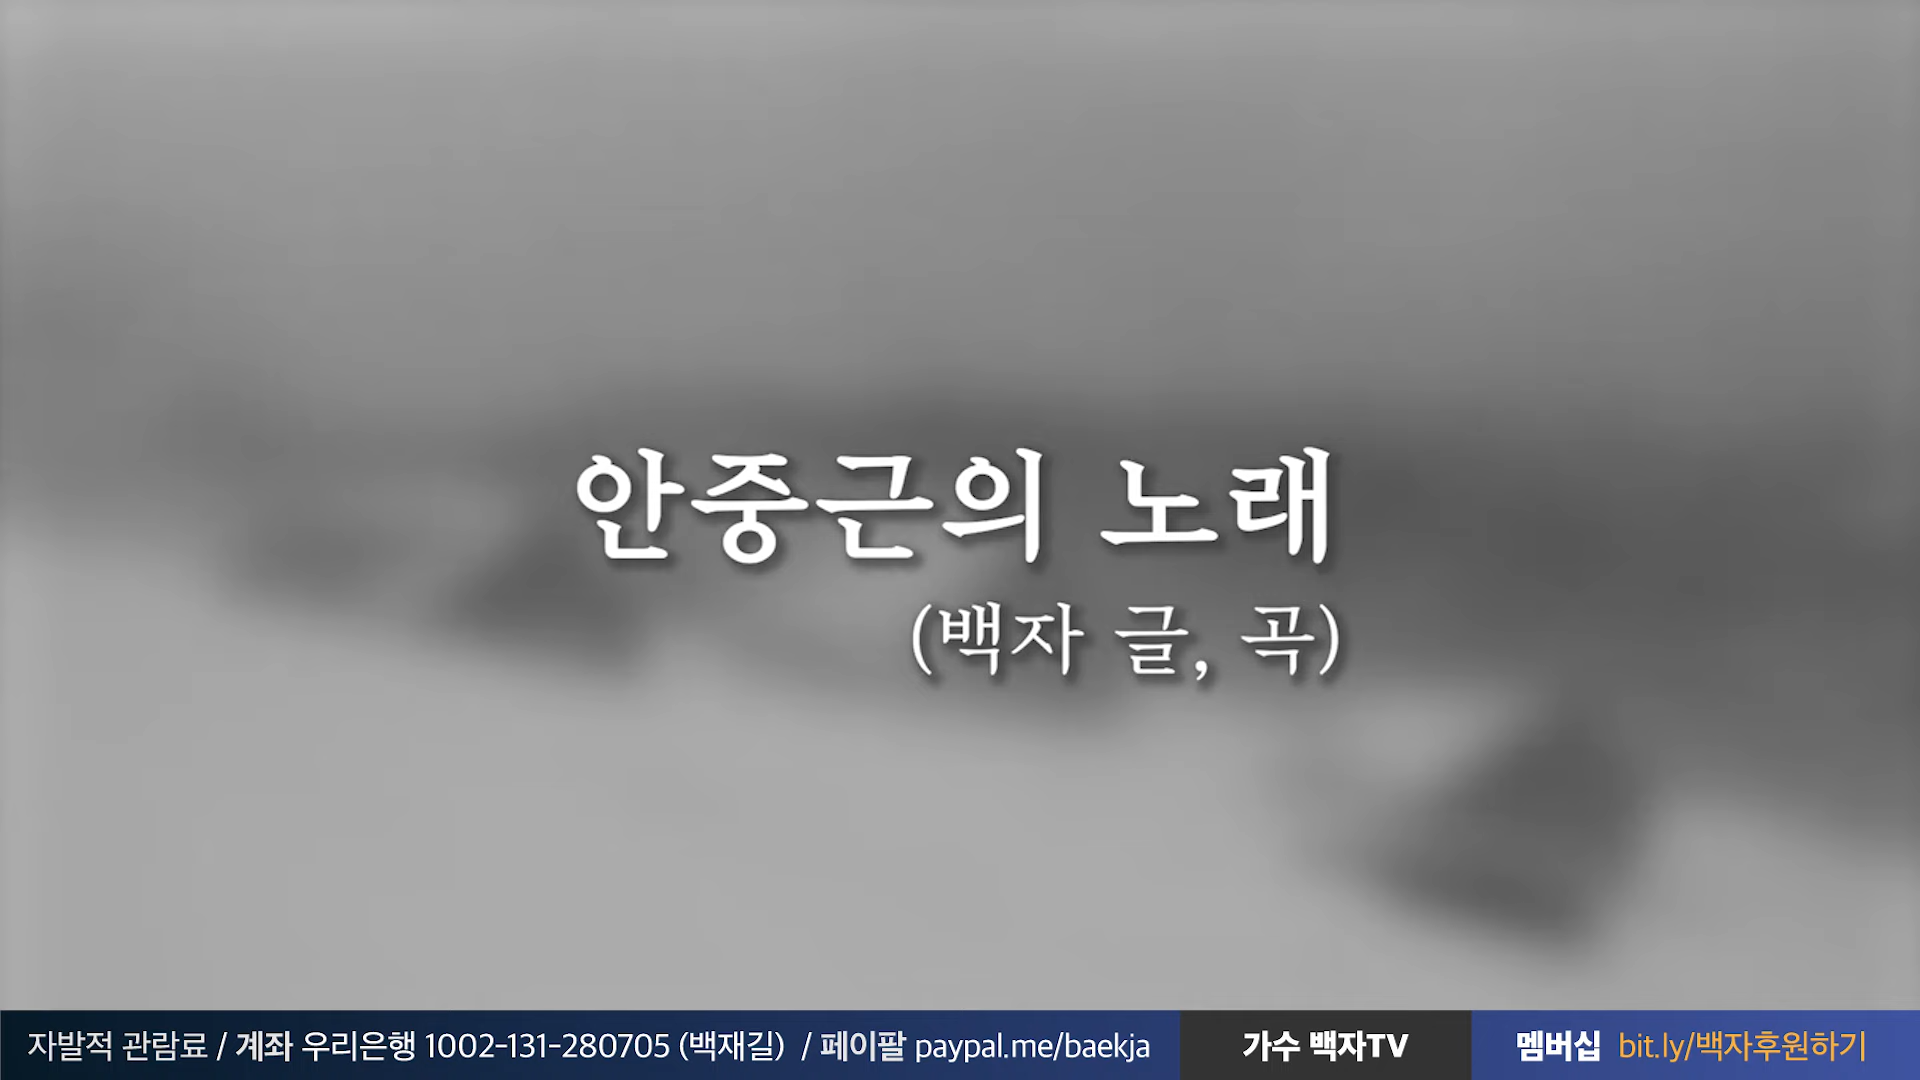 안중근의 노래
(백자 글, 곡)
자발적 관람료 / 계좌 우리은행 1002-131-280705 (백재길) / 페이팔 paypal.me/baekja
가수 백자TV
멤버십 bit.ly/백자후원하기